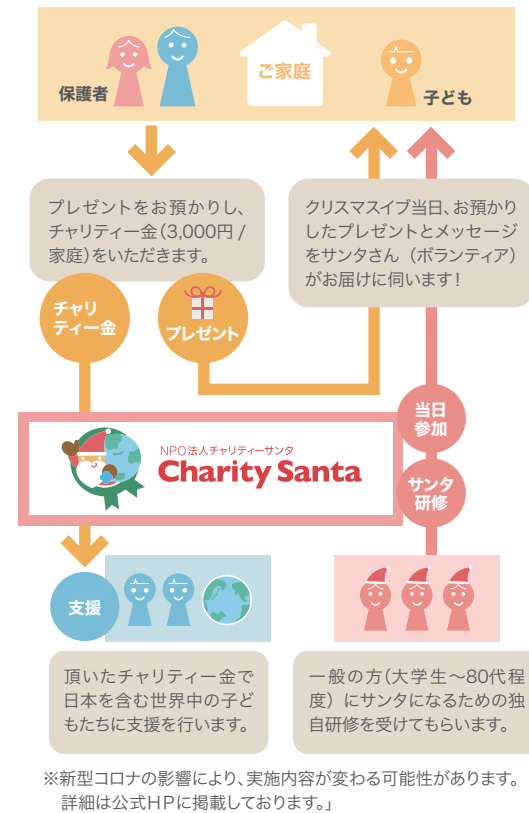 保護者
ご家庭
子ども
プレゼントをお預かりし、
チャリティー金(3,000円 /
家庭)をいただきます。
クリスマスイブ当日、お預かり
したプレゼントとメッセージ
をサンタさん（ボランティア）
がお届けに伺います！
チャリ
ティー金
プレゼント
当日
参加
NPO法人チャリティーサンタ
Charity Santa
サンタ
研修
支援
頂いたチャリティー金で
日本を含む世界中の子ど
もたちに支援を行います。
一般の方(大学生～80代程
度）にサンタになるための独
自研修を受けてもらいます。
※新型コロナの影響により、実施内容が変わる可能性があります。
詳細は公式HPに掲載しております。」